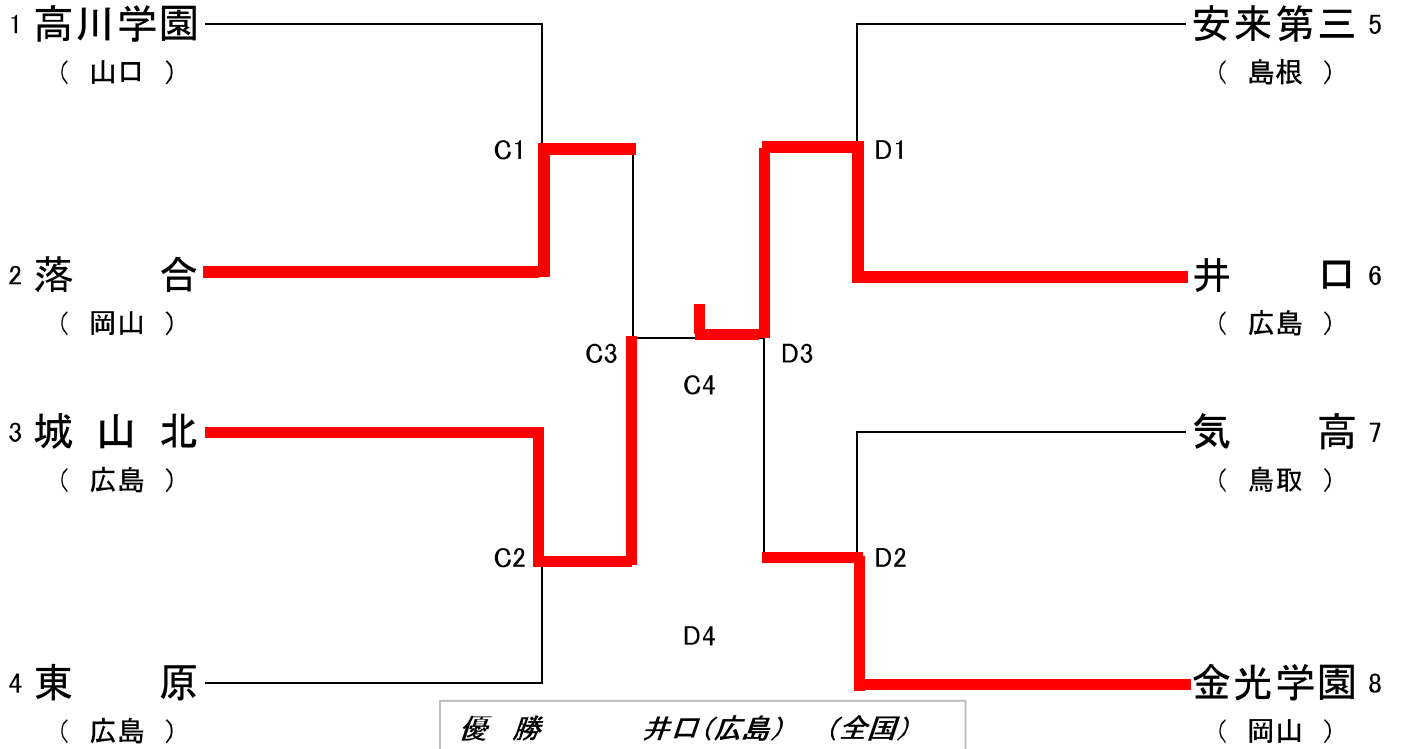 1 高川学園 安来第三 5
（ 山口 ） （ 島根 ）
C1 D1
2 落合 井口 6
（ 岡山 ） （ 広島 ）
C3 D3
C4
3 城山北 気高 7
（ 広島 ） （ 鳥取 ）
C2 D2
D4
4 東原 金光学園 8
（ 広島 ） （ 岡山 ）
優 勝 井口(広島) (全国)